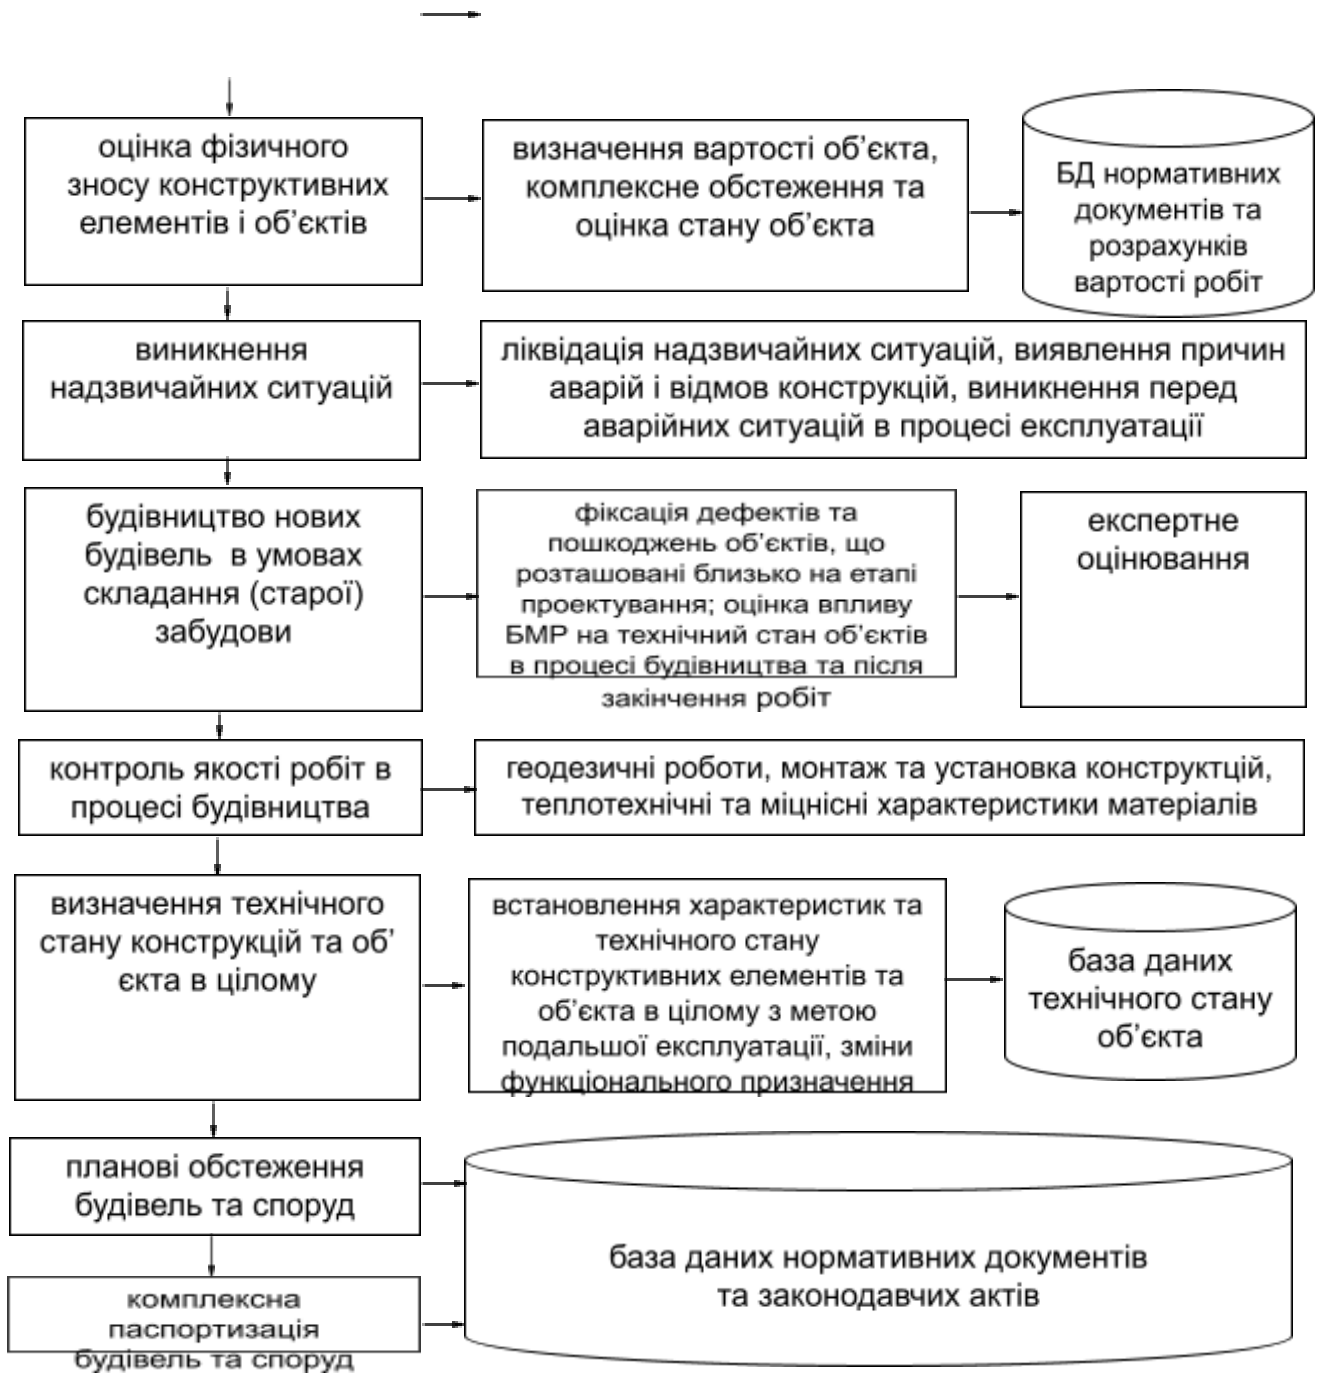 оцінка фізичного
зносу конструктивних
елементів і об’єктів
визначення вартості об’єкта,
комплексне обстеження та
оцінка стану об’єкта
БД нормативних
документів та
розрахунків
вартості робіт
виникнення
надзвичайних ситуацій
ліквідація надзвичайних ситуацій, виявлення причин
аварій і відмов конструкцій, виникнення перед
аварійних ситуацій в процесі експлуатації
будівництво нових
будівель  в умовах
складання (старої)
забудови
фіксація дефектів та
пошкоджень об’єктів, що
розташовані близько на етапі
проектування; оцінка впливу
БМР на технічний стан об’єктів
в процесі будівництва та після
закінчення робіт
експертне
оцінювання
контроль якості робіт в
процесі будівництва
геодезичні роботи, монтаж та установка конструктцій,
теплотехнічні та міцнісні характеристики матеріалів
визначення технічного
стану конструкцій та об’
єкта в цілому
встановлення характеристик та
технічного стану
конструктивних елементів та
об’єкта в цілому з метою
подальшої експлуатації, зміни
функціонального призначення
база даних
технічного стану
об’єкта
планові обстеження
будівель та споруд
база даних нормативних документів
та законодавчих актів
комплексна
паспортизація
будівель та споруд